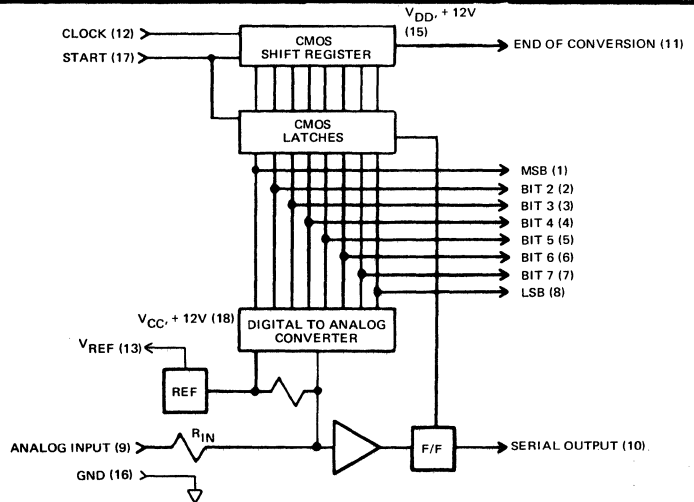 V_DD, + 12V
(15)
CLOCK (12)
START (17)
CMOS
SHIFT REGISTER
END OF CONVERSION (11)
CMOS
LATCHES
MSB (1)
BIT 2 (2)
BIT 3 (3)
BIT 4 (4)
BIT 5 (5)
BIT 6 (6)
BIT 7 (7)
LSB (8)
V_CC, + 12V (18)
DIGITAL TO ANALOG
CONVERTER
V_REF (13)
REF
R_IN
ANALOG INPUT (9)
F/F
SERIAL OUTPUT (10)
GND (16)